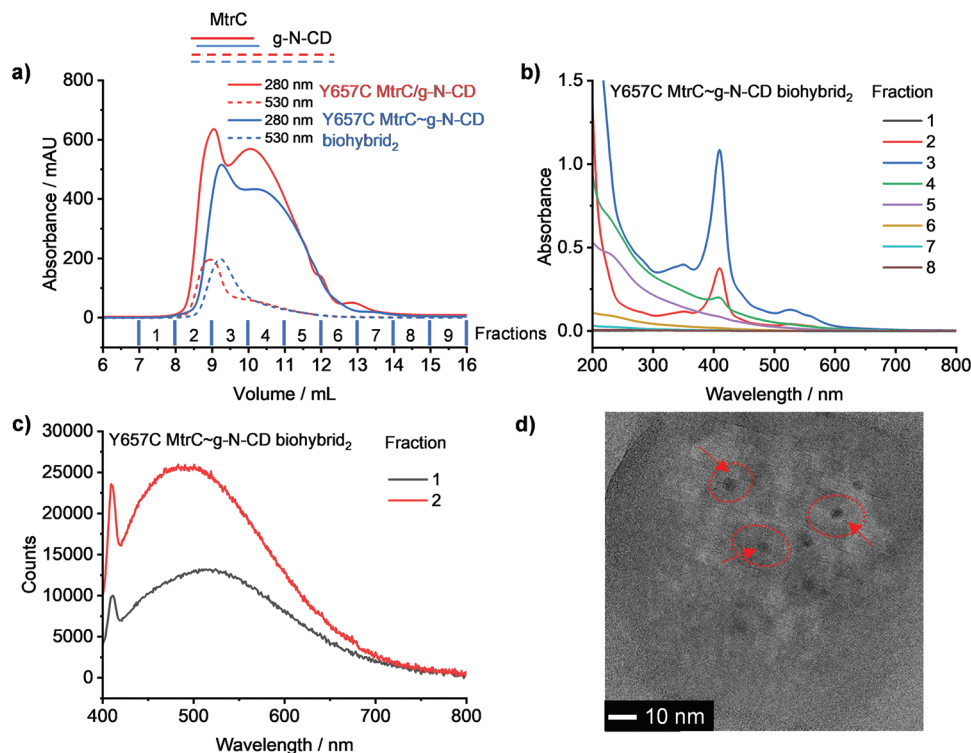 MtrC
g-N-CD
a)
800
600
400
200
0
Absorbance / mAU
280 nm
530 nm
Y657C MtrC/g-N-CD
280 nm
530 nm
Y657C MtrC~g-N-CD
biohybrid₂
1 2 3 4 5 6 7 8 9 Fractions
6 7 8 9 10 11 12 13 14 15 16
Volume / mL
b)
Y657C MtrC~g-N-CD biohybrid₂
Fraction
1
2
3
4
5
6
7
8
1.5
1.0
0.5
0.0
Absorbance
200 300 400 500 600 700 800
Wavelength / nm
c)
Y657C MtrC~g-N-CD biohybrid₂
Fraction
1
2
30000
25000
20000
15000
10000
5000
0
Counts
400 500 600 700 800
Wavelength / nm
d)
10 nm